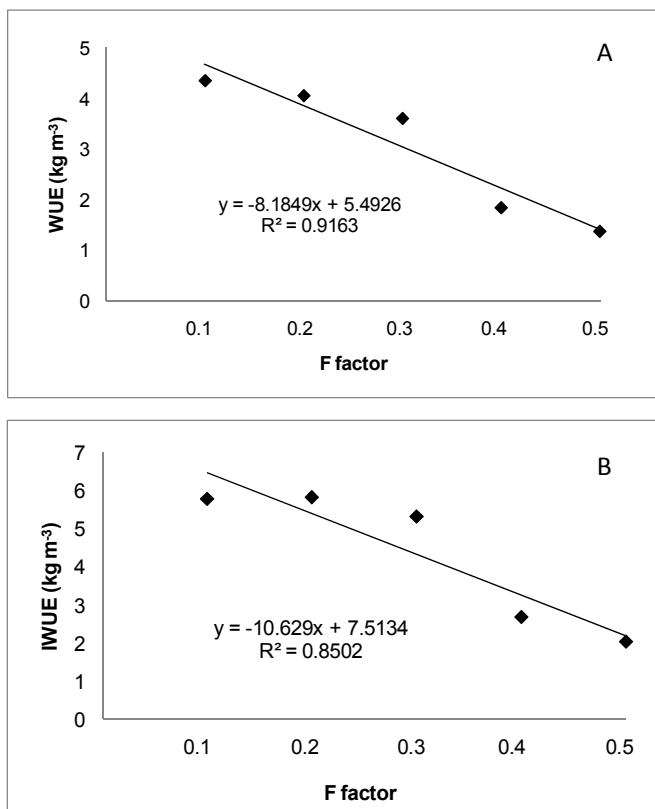 A
5
4
3
2
1
0
WUE (kg m⁻³)
y = -8.1849x + 5.4926
R² = 0.9163
0.1 0.2 0.3 0.4 0.5
F factor
B
7
6
5
4
3
2
1
0
IWUE (kg m⁻³)
y = -10.629x + 7.5134
R² = 0.8502
0.1 0.2 0.3 0.4 0.5
F factor